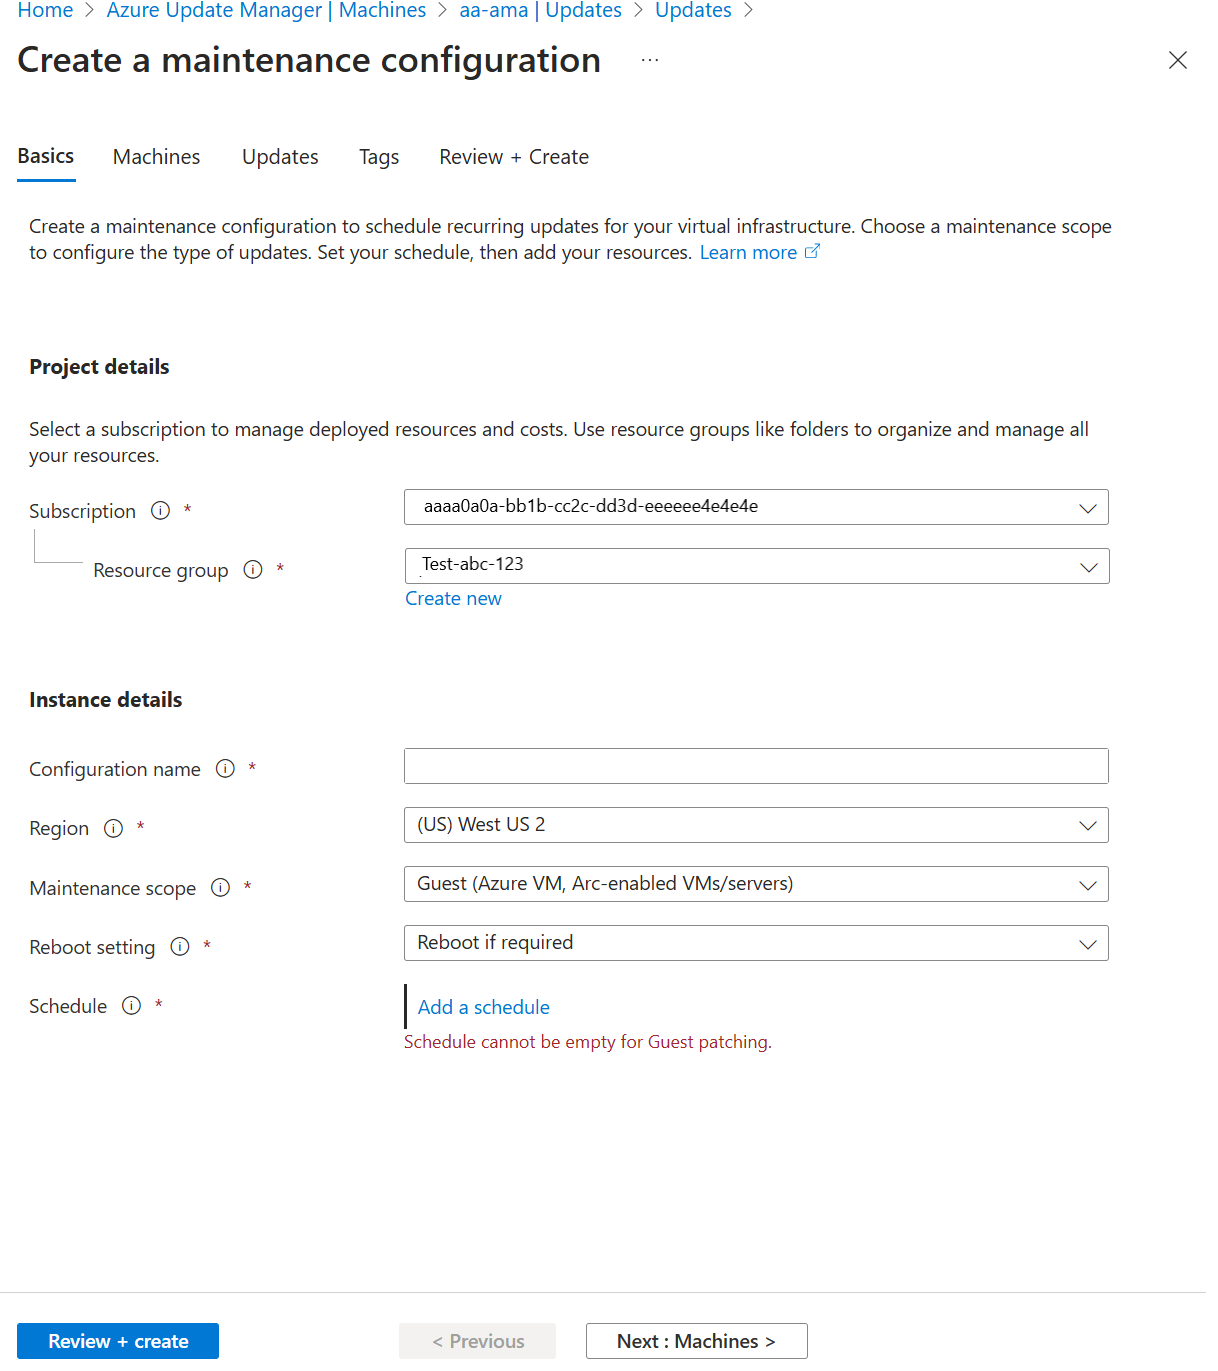 Home > Azure Update Manager | Machines > aa-ama | Updates > Updates >
Create a maintenance configuration ...
Basics Machines Updates Tags Review + Create
Create a maintenance configuration to schedule recurring updates for your virtual infrastructure. Choose a maintenance scope
to configure the type of updates. Set your schedule, then add your resources. Learn more
Project details
Select a subscription to manage deployed resources and costs. Use resource groups like folders to organize and manage all
your resources.
Subscription * aaaa0a0a-bb1b-cc2c-dd3d-eeeeee4e4e4e
Resource group * Test-abc-123
Create new
Instance details
Configuration name *
Region * (US) West US 2
Maintenance scope * Guest (Azure VM, Arc-enabled VMs/servers)
Reboot setting * Reboot if required
Schedule * Add a schedule
Schedule cannot be empty for Guest patching.
Review + create < Previous Next : Machines >